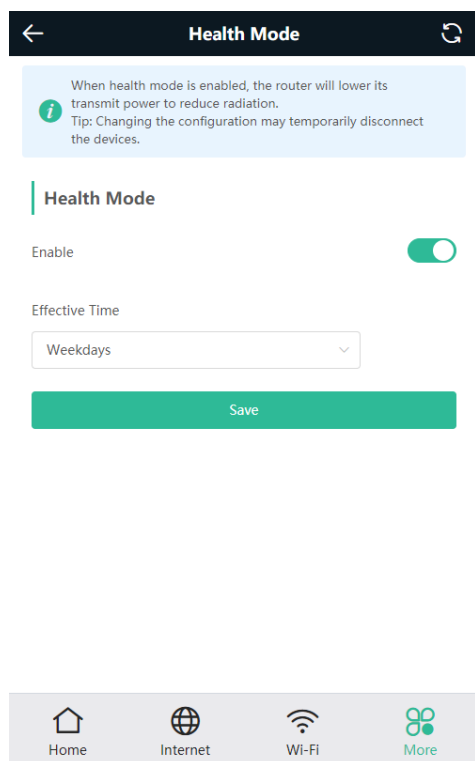 Health Mode
When health mode is enabled, the router will lower its
transmit power to reduce radiation.
Tip: Changing the configuration may temporarily disconnect
the devices.
Health Mode
Enable
Effective Time
Weekdays
Save
Home Internet Wi-Fi More